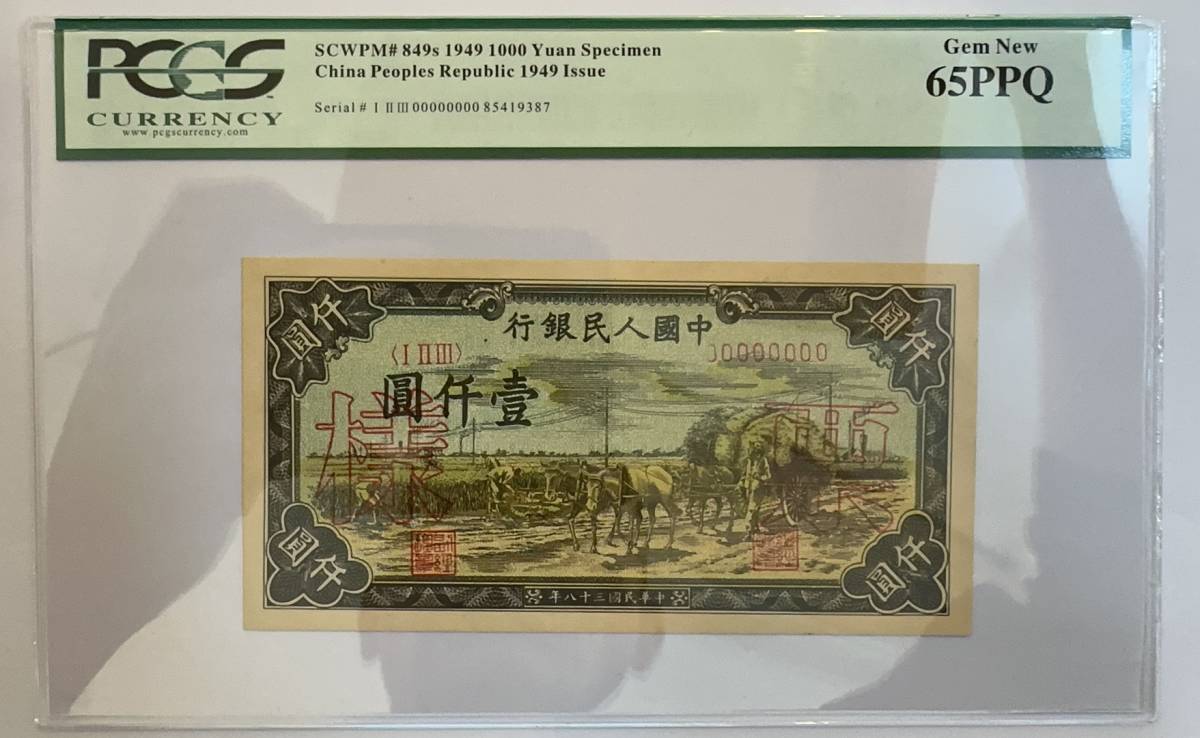 PCGS
CURRENCY
www.pcgscurrency.com
SCWPM# 849s 1949 1000 Yuan Specimen
China Peoples Republic 1949 Issue
Serial # I II III 00000000 85419387
Gem New
65PPQ
中國人民銀行
〈I II III〉
00000000
壹仟圓
仟圓
仟圓
樣票
仟圓
仟圓
中華民國三十八年